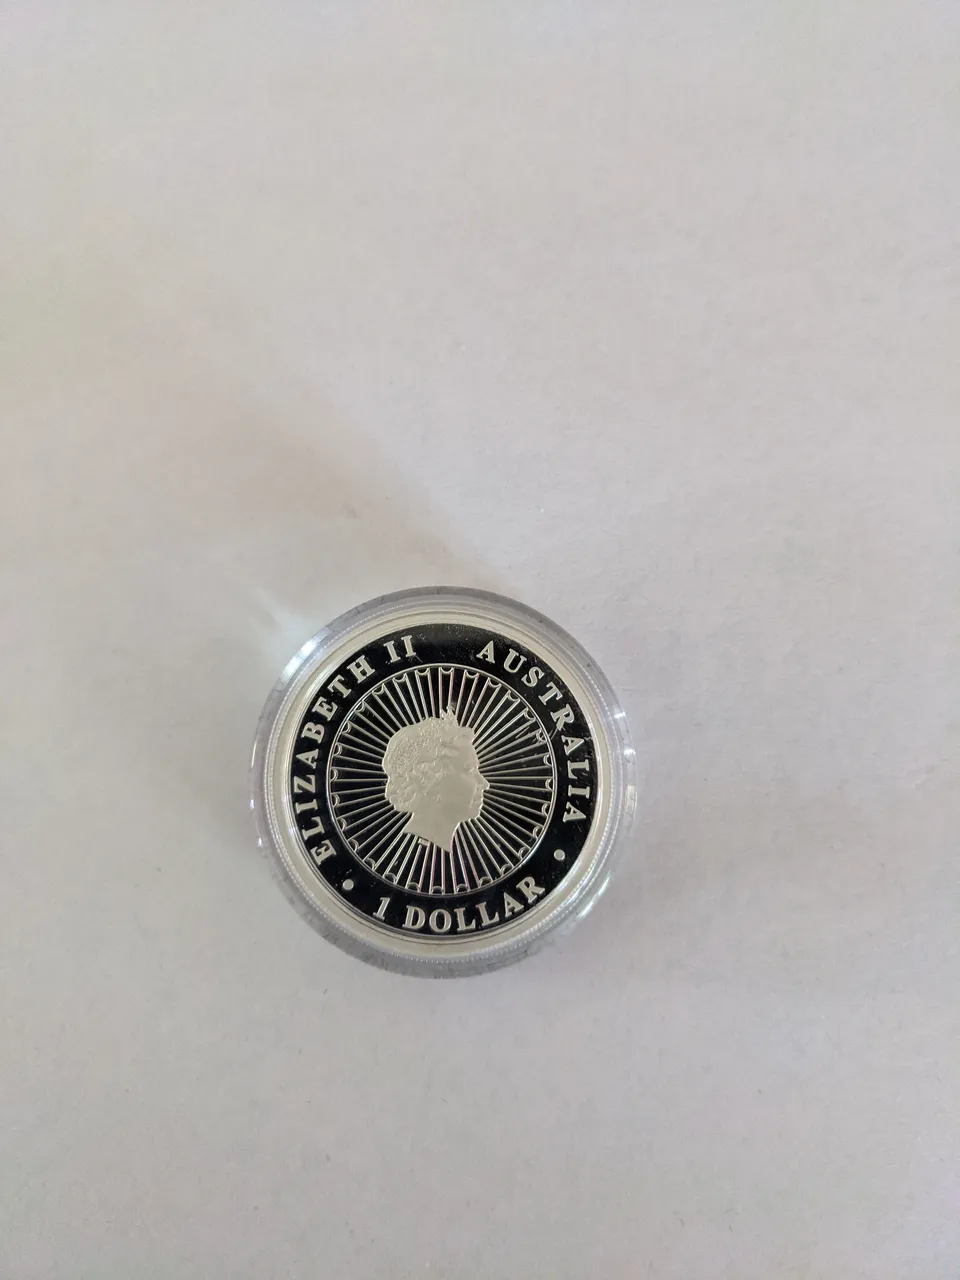 ELIZABETH II
AUSTRALIA
• 1 DOLLAR •